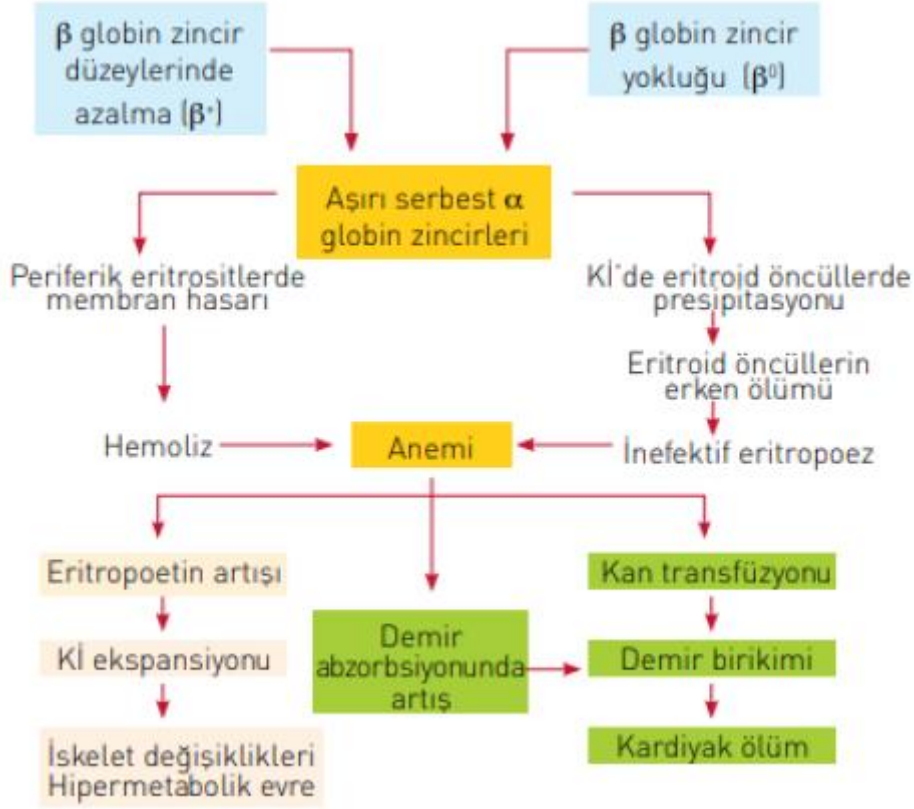 β globin zincir
düzeylerinde
azalma (β⁺)
β globin zincir
yokluğu (β⁰)
Aşırı serbest α
globin zincirleri
Periferik eritrositlerde
membran hasarı
Kİ'de eritroid öncüllerde
presipitasyonu
Eritroid öncüllerin
erken ölümü
Hemoliz
Anemi
İnefektif eritropoez
Eritropoetin artışı
Kan transfüzyonu
Kİ ekspansiyonu
Demir
abzorbsiyonunda
artış
Demir birikimi
İskelet değişiklikleri
Hipermetabolik evre
Kardiyak ölüm